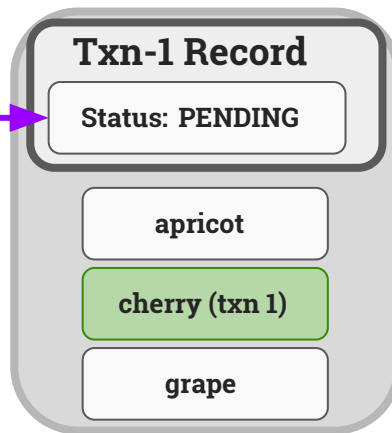 Txn-1 Record
Status: PENDING
apricot
cherry (txn 1)
grape